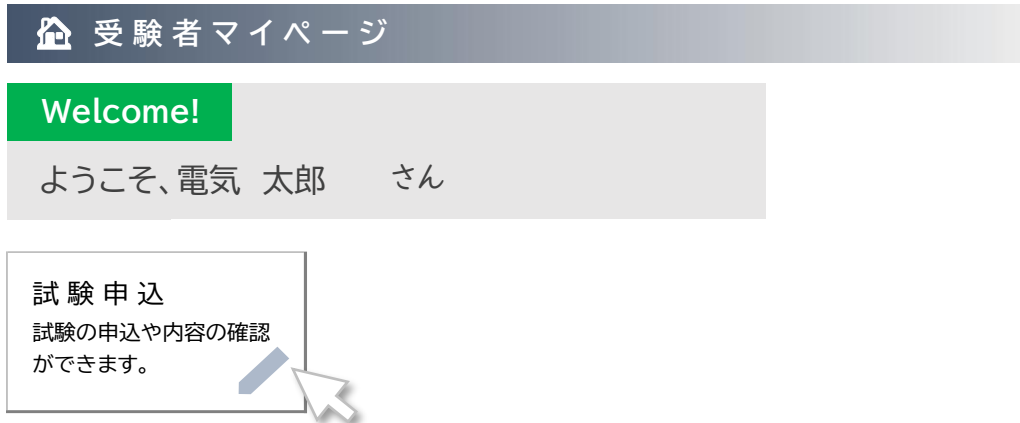 受験者マイページ
Welcome!
ようこそ、電気 太郎 さん
試験申込
試験の申込や内容の確認
ができます。